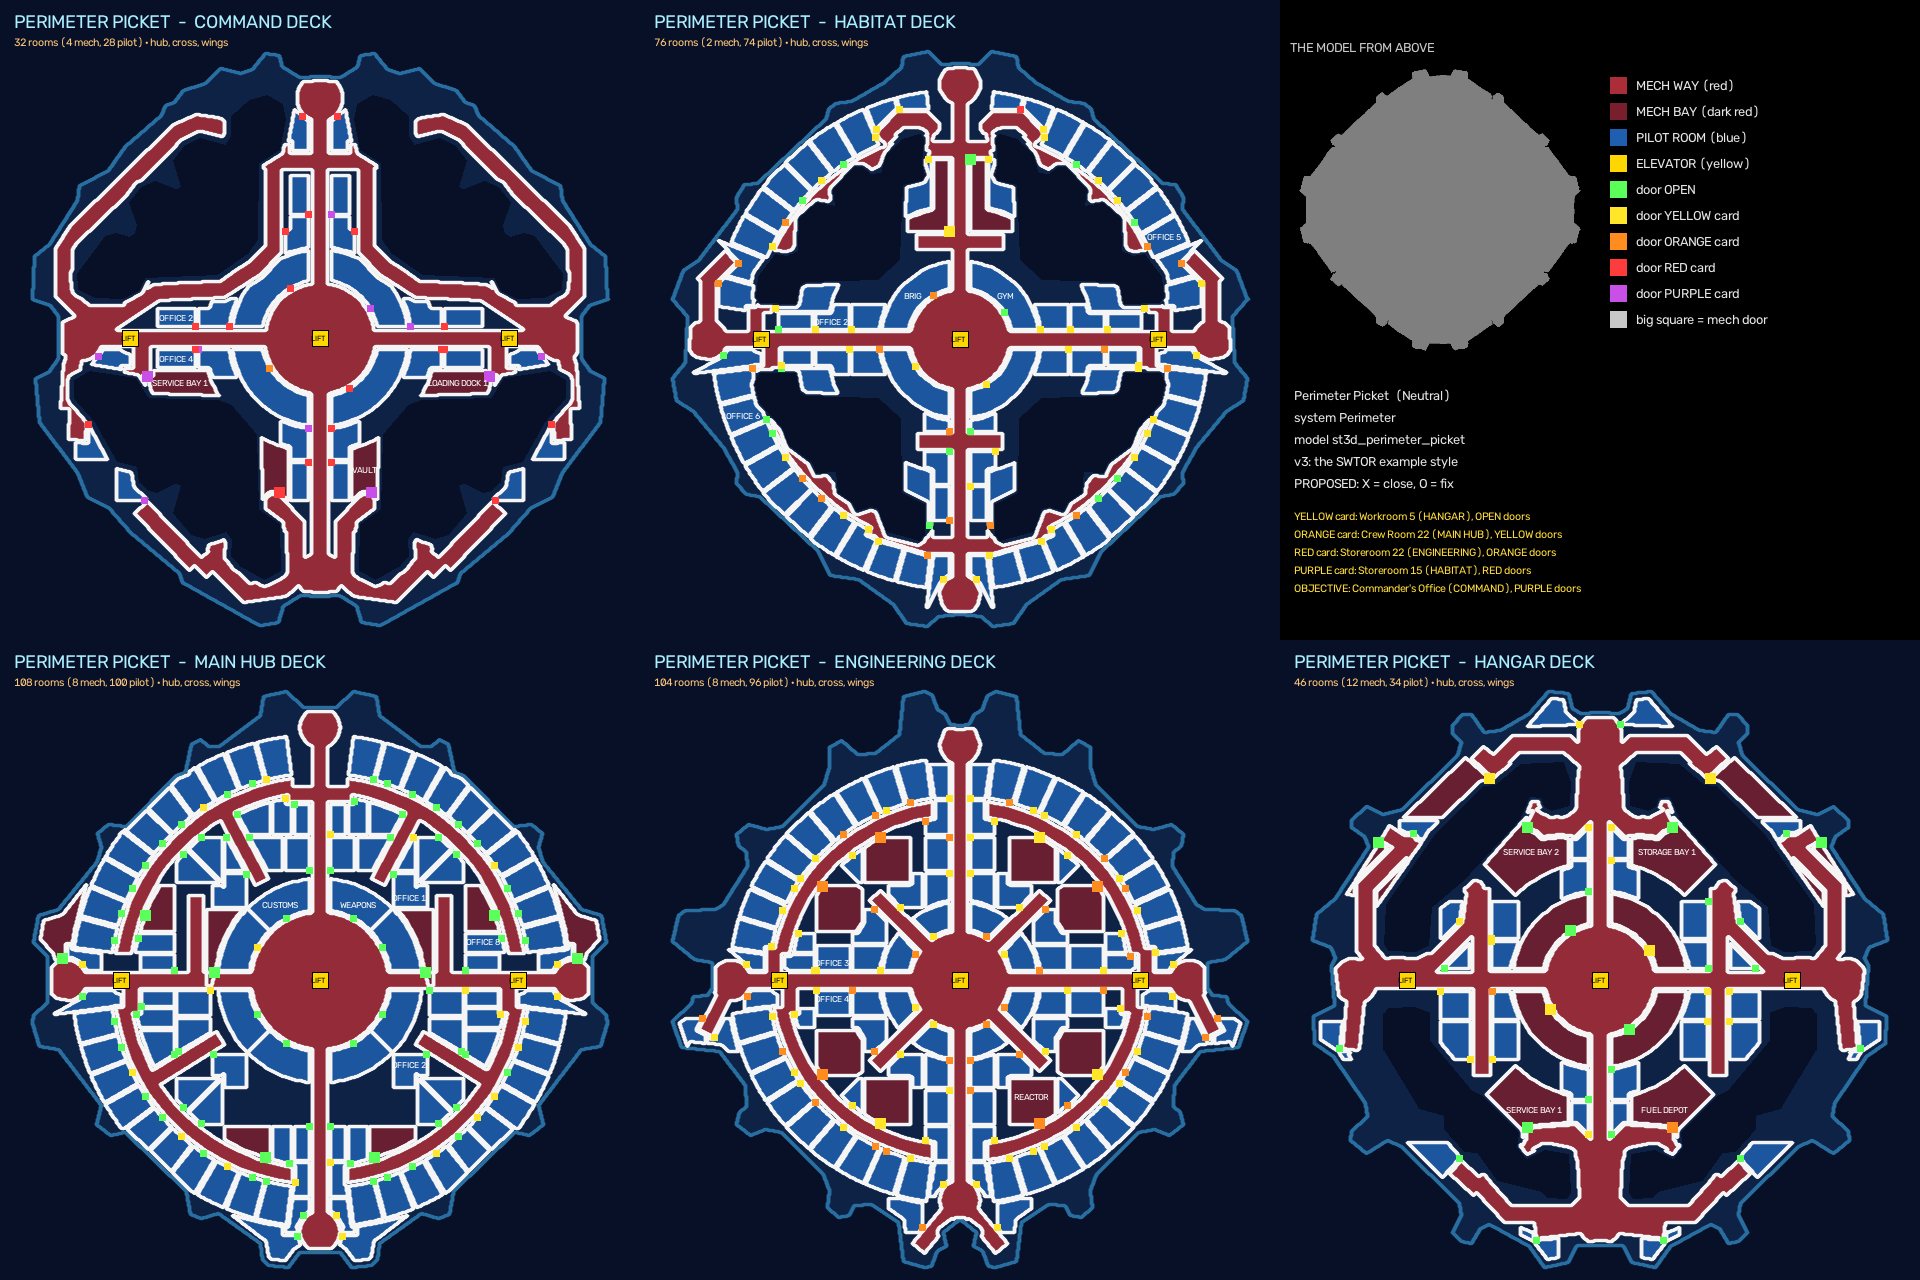 PERIMETER PICKET - COMMAND DECK
32 rooms (4 mech, 28 pilot) • hub, cross, wings
OFFICE 2
LIFT
LIFT
LIFT
OFFICE 4
SERVICE BAY 1
LOADING DOCK 1
VAULT
PERIMETER PICKET - HABITAT DECK
76 rooms (2 mech, 74 pilot) • hub, cross, wings
OFFICE 5
BRIG
GYM
OFFICE 2
LIFT
LIFT
LIFT
OFFICE 6
THE MODEL FROM ABOVE
MECH WAY (red)
MECH BAY (dark red)
PILOT ROOM (blue)
ELEVATOR (yellow)
door OPEN
door YELLOW card
door ORANGE card
door RED card
door PURPLE card
big square = mech door
Perimeter Picket (Neutral)
system Perimeter
model st3d_perimeter_picket
v3: the SWTOR example style
PROPOSED: X = close, O = fix
YELLOW card: Workroom 5 (HANGAR), OPEN doors
ORANGE card: Crew Room 22 (MAIN HUB), YELLOW doors
RED card: Storeroom 22 (ENGINEERING), ORANGE doors
PURPLE card: Storeroom 15 (HABITAT), RED doors
OBJECTIVE: Commander's Office (COMMAND), PURPLE doors
PERIMETER PICKET - MAIN HUB DECK
108 rooms (8 mech, 100 pilot) • hub, cross, wings
CUSTOMS
WEAPONS
OFFICE 1
OFFICE 8
LIFT
LIFT
LIFT
OFFICE 2
PERIMETER PICKET - ENGINEERING DECK
104 rooms (8 mech, 96 pilot) • hub, cross, wings
OFFICE 3
LIFT
LIFT
LIFT
OFFICE 4
REACTOR
PERIMETER PICKET - HANGAR DECK
46 rooms (12 mech, 34 pilot) • hub, cross, wings
SERVICE BAY 2
STORAGE BAY 1
LIFT
LIFT
LIFT
SERVICE BAY 1
FUEL DEPOT